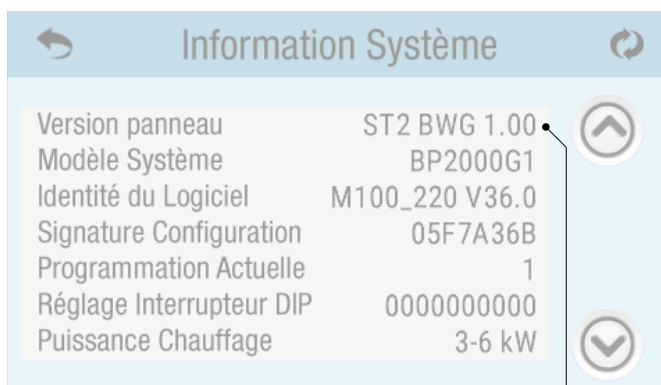 Information Système
Version panneau ST2 BWG 1.00
Modèle Système BP2000G1
Identité du Logiciel M100_220 V36.0
Signature Configuration 05F7A36B
Programmation Actuelle 1
Réglage Interrupteur DIP 0000000000
Puissance Chauffage 3-6 kW